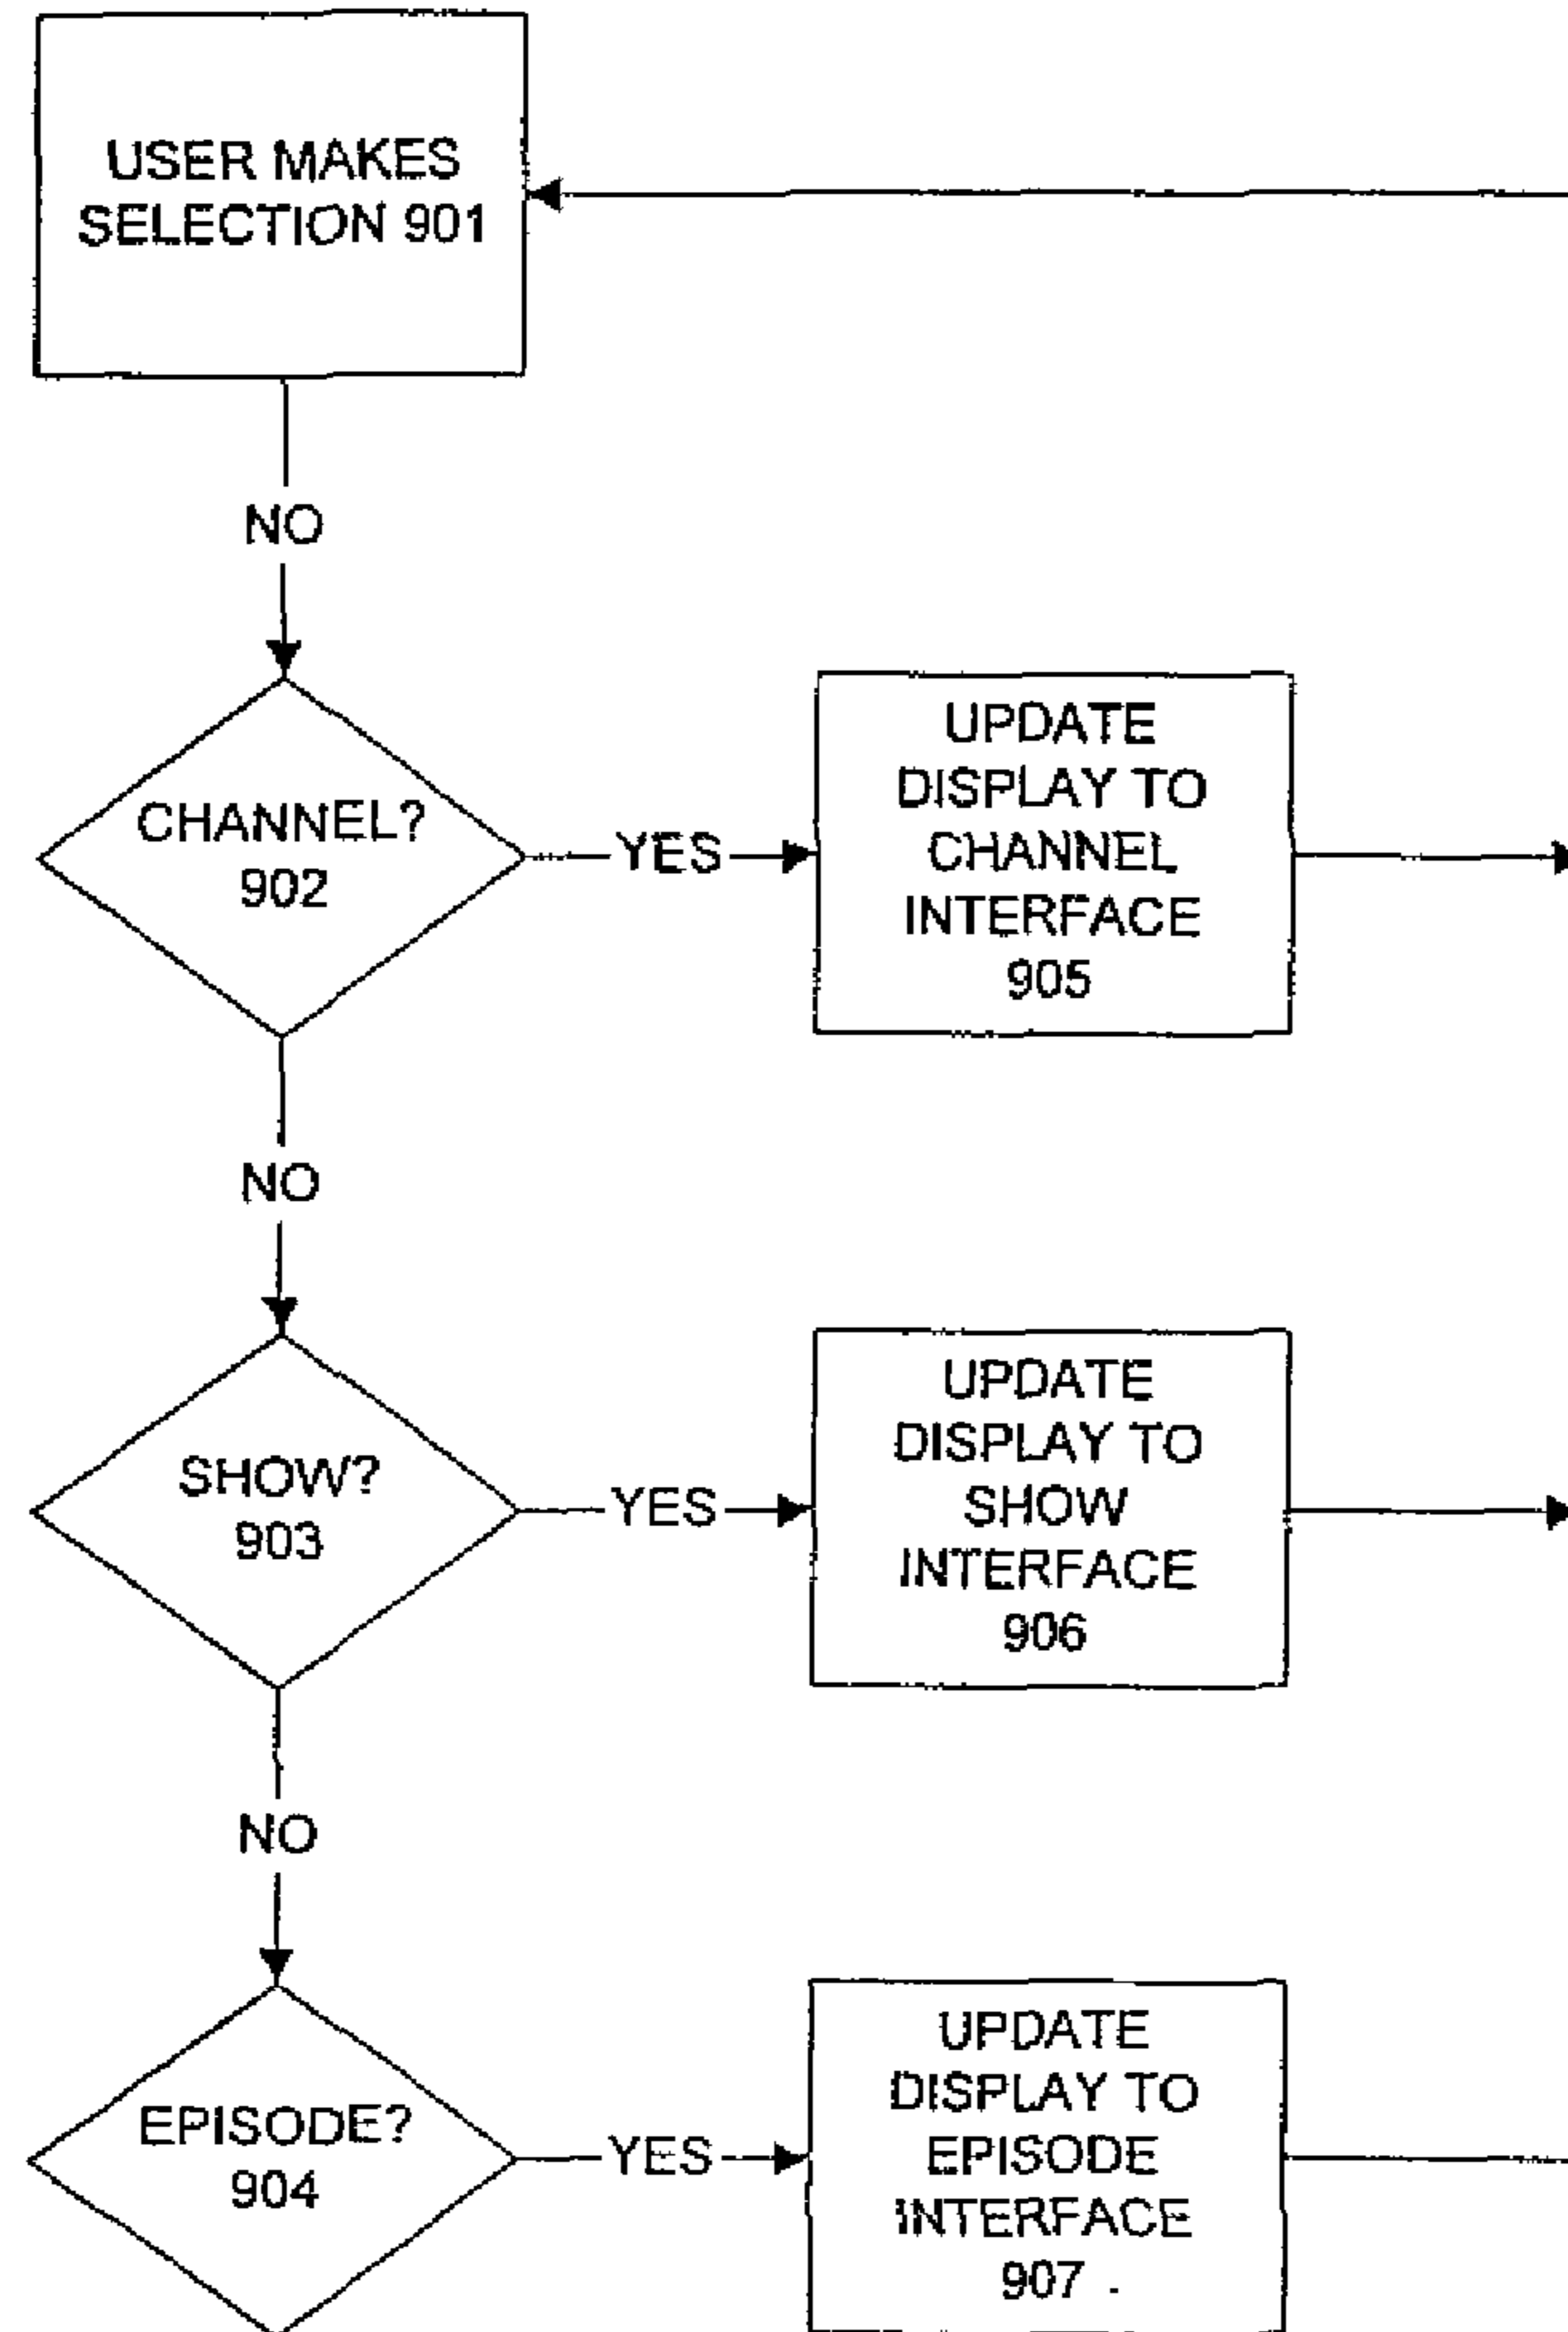 USER MAKES
SELECTION 901
NO
CHANNEL?
902
YES
UPDATE
DISPLAY TO
CHANNEL
INTERFACE
905
NO
SHOW?
903
YES
UPDATE
DISPLAY TO
SHOW
INTERFACE
906
NO
EPISODE?
904
YES
UPDATE
DISPLAY TO
EPISODE
INTERFACE
907